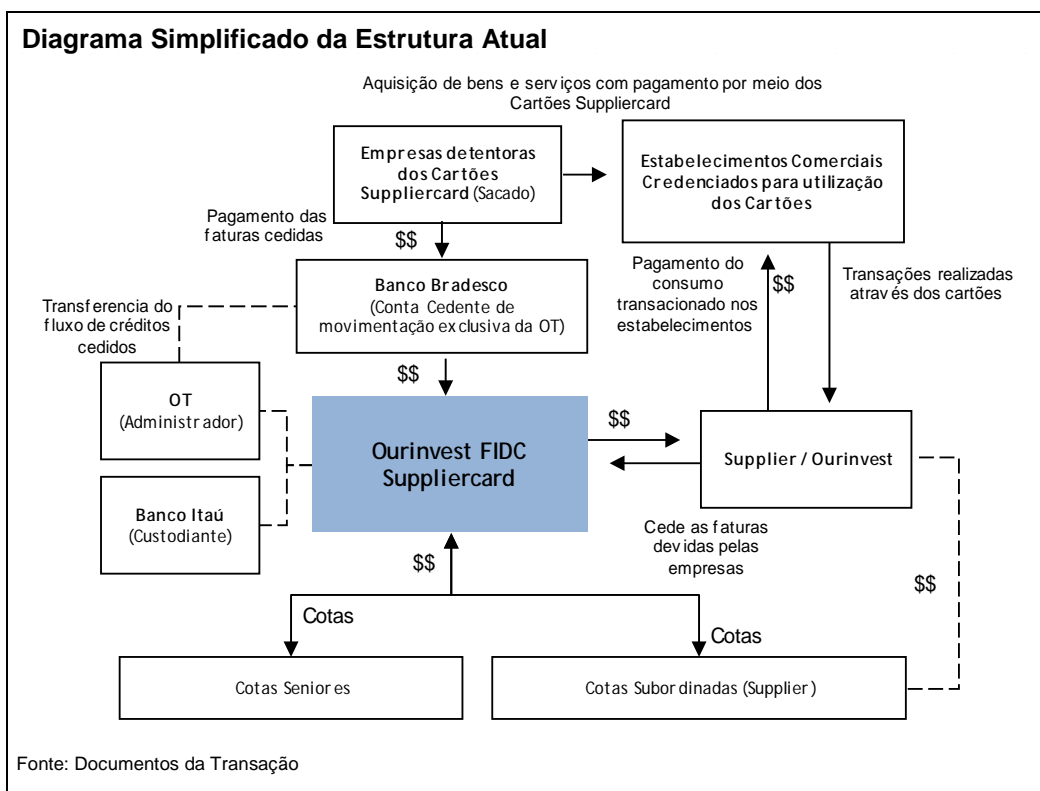 Diagrama Simplificado da Estrutura Atual
Aquisição de bens e serviços com pagamento por meio dos
Cartões Suppliercard
Empresas detentoras
dos Cartões
Suppliercard (Sacado)
Estabelecimentos Comerciais
Credenciados para utilização
dos Cartões
Pagamento das
faturas cedidas
$$
Banco Bradesco
(Conta Cedente de
movimentação exclusiva da OT)
Pagamento do
consumo
transacionado nos
estabelecimentos
$$
Transações realizadas
através dos cartões
Transferencia do
fluxo de créditos
cedidos
$$
OT
(Administrador)
Ourinvest FIDC
Suppliercard
$$
Supplier / Ourinvest
Banco Itaú
(Custodiante)
Cede as faturas
devidas pelas
empresas
$$
$$
Cotas
Cotas
Cotas Seniores
Cotas Subordinadas (Supplier)
Fonte: Documentos da Transação